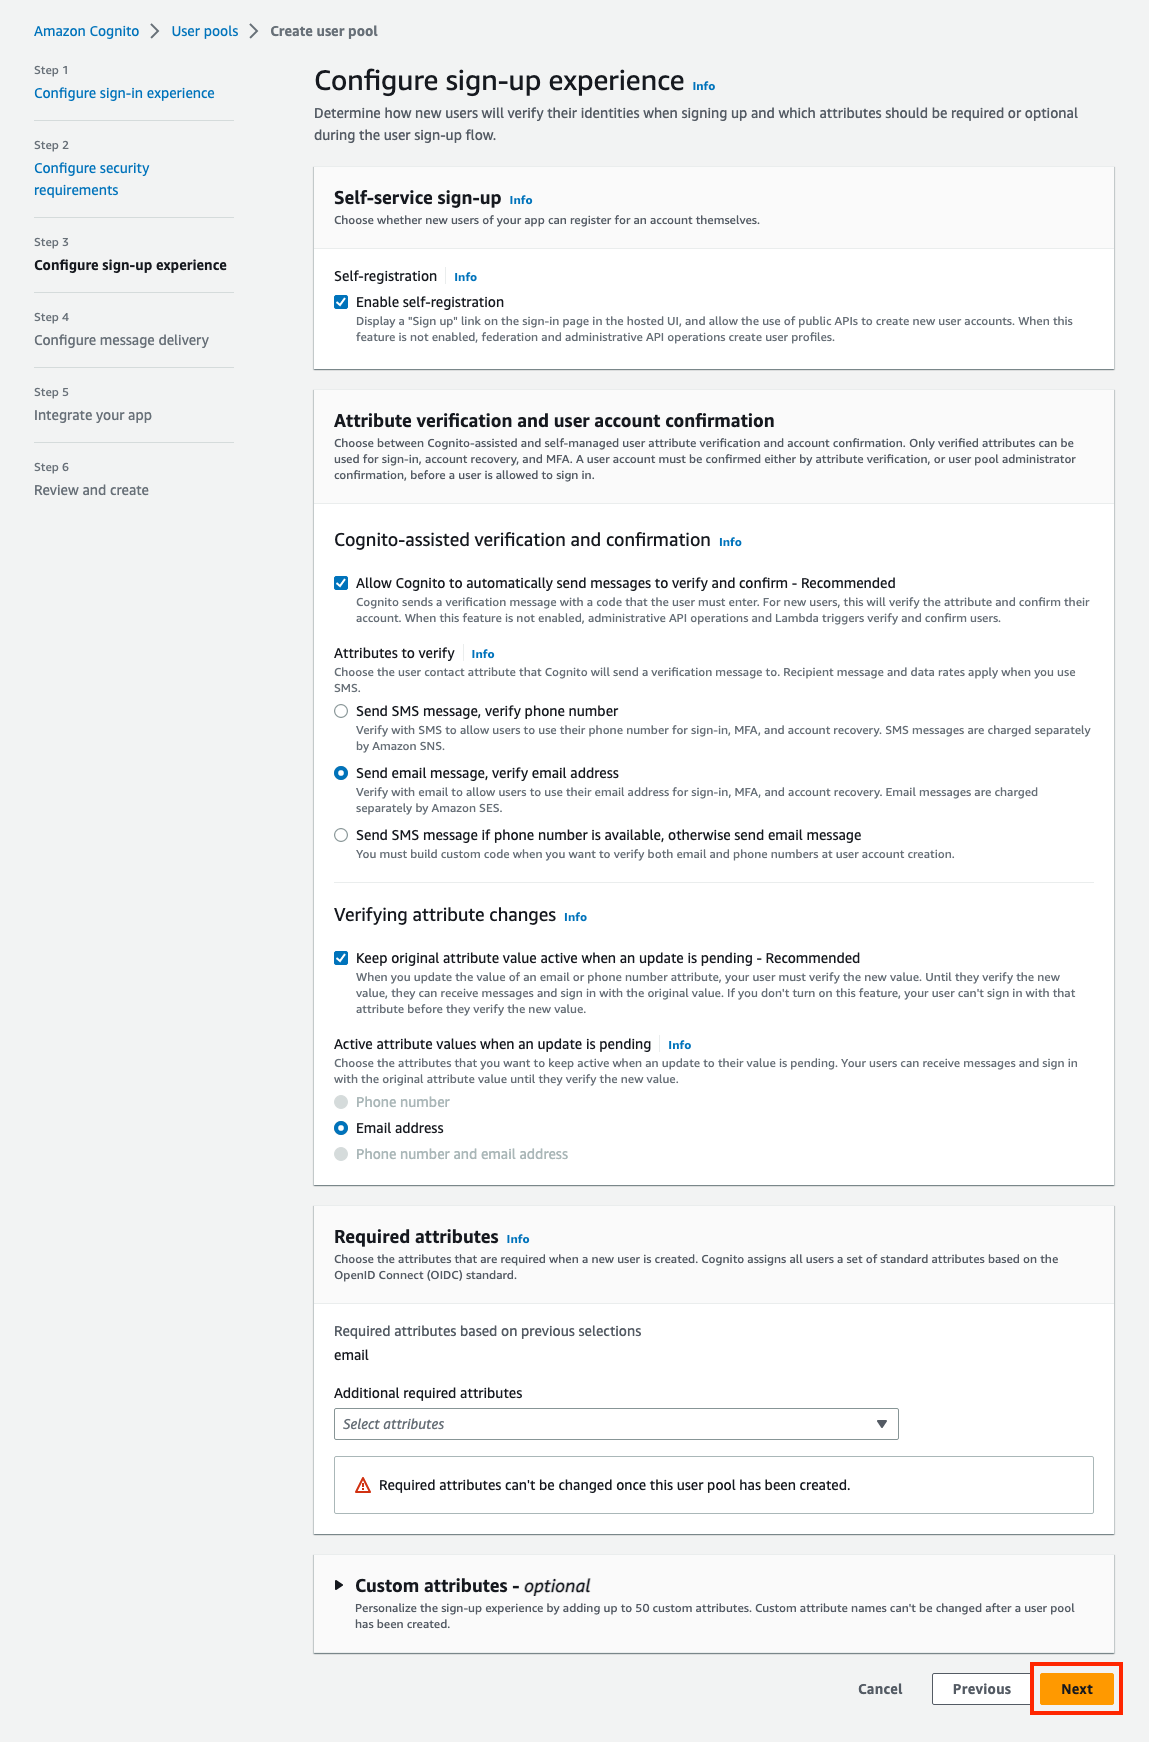 Amazon Cognito > User pools > Create user pool
Step 1
Configure sign-in experience
Step 2
Configure security
requirements
Step 3
Configure sign-up experience
Step 4
Configure message delivery
Step 5
Integrate your app
Step 6
Review and create
Configure sign-up experience Info
Determine how new users will verify their identities when signing up and which attributes should be required or optional
during the user sign-up flow.
Self-service sign-up Info
Choose whether new users of your app can register for an account themselves.
Self-registration Info
Enable self-registration
Display a "Sign up" link on the sign-in page in the hosted UI, and allow the use of public APIs to create new user accounts. When this
feature is not enabled, federation and administrative API operations create user profiles.
Attribute verification and user account confirmation
Choose between Cognito-assisted and self-managed user attribute verification and account confirmation. Only verified attributes can be
used for sign-in, account recovery, and MFA. A user account must be confirmed either by attribute verification, or user pool administrator
confirmation, before a user is allowed to sign in.
Cognito-assisted verification and confirmation Info
Allow Cognito to automatically send messages to verify and confirm - Recommended
Cognito sends a verification message with a code that the user must enter. For new users, this will verify the attribute and confirm their
account. When this feature is not enabled, administrative API operations and Lambda triggers verify and confirm users.
Attributes to verify Info
Choose the user contact attribute that Cognito will send a verification message to. Recipient message and data rates apply when you use
SMS.
Send SMS message, verify phone number
Verify with SMS to allow users to use their phone number for sign-in, MFA, and account recovery. SMS messages are charged separately
by Amazon SNS.
Send email message, verify email address
Verify with email to allow users to use their email address for sign-in, MFA, and account recovery. Email messages are charged
separately by Amazon SES.
Send SMS message if phone number is available, otherwise send email message
You must build custom code when you want to verify both email and phone numbers at user account creation.
Verifying attribute changes Info
Keep original attribute value active when an update is pending - Recommended
When you update the value of an email or phone number attribute, your user must verify the new value. Until they verify the new
value, they can receive messages and sign in with the original value. If you don't turn on this feature, your user can't sign in with that
attribute before they verify the new value.
Active attribute values when an update is pending Info
Choose the attributes that you want to keep active when an update to their value is pending. Your users can receive messages and sign in
with the original attribute value until they verify the new value.
Phone number
Email address
Phone number and email address
Required attributes Info
Choose the attributes that are required when a new user is created. Cognito assigns all users a set of standard attributes based on the
OpenID Connect (OIDC) standard.
Required attributes based on previous selections
email
Additional required attributes
Select attributes
Required attributes can't be changed once this user pool has been created.
Custom attributes - optional
Personalize the sign-up experience by adding up to 50 custom attributes. Custom attribute names can't be changed after a user pool
has been created.
Cancel Previous Next